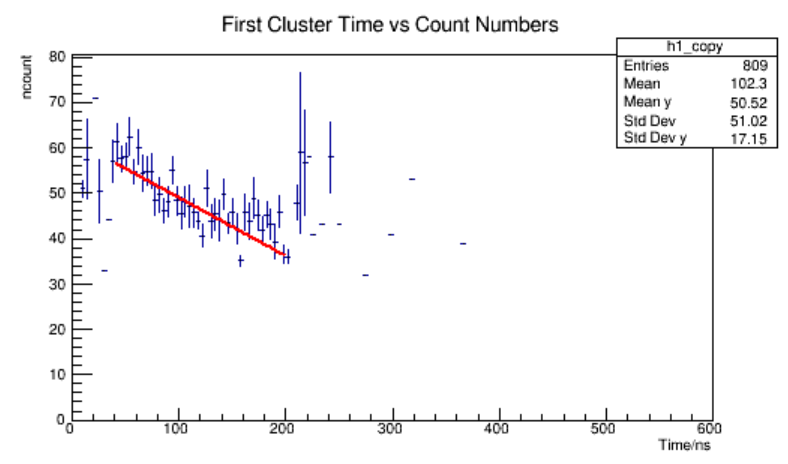 First Cluster Time vs Count Numbers
h1_copy
Entries 809
Mean 102.3
Mean y 50.52
Std Dev 51.02
Std Dev y 17.15
ncount
80
70
60
50
40
30
20
10
0
0 100 200 300 400 500 600
Time/ns